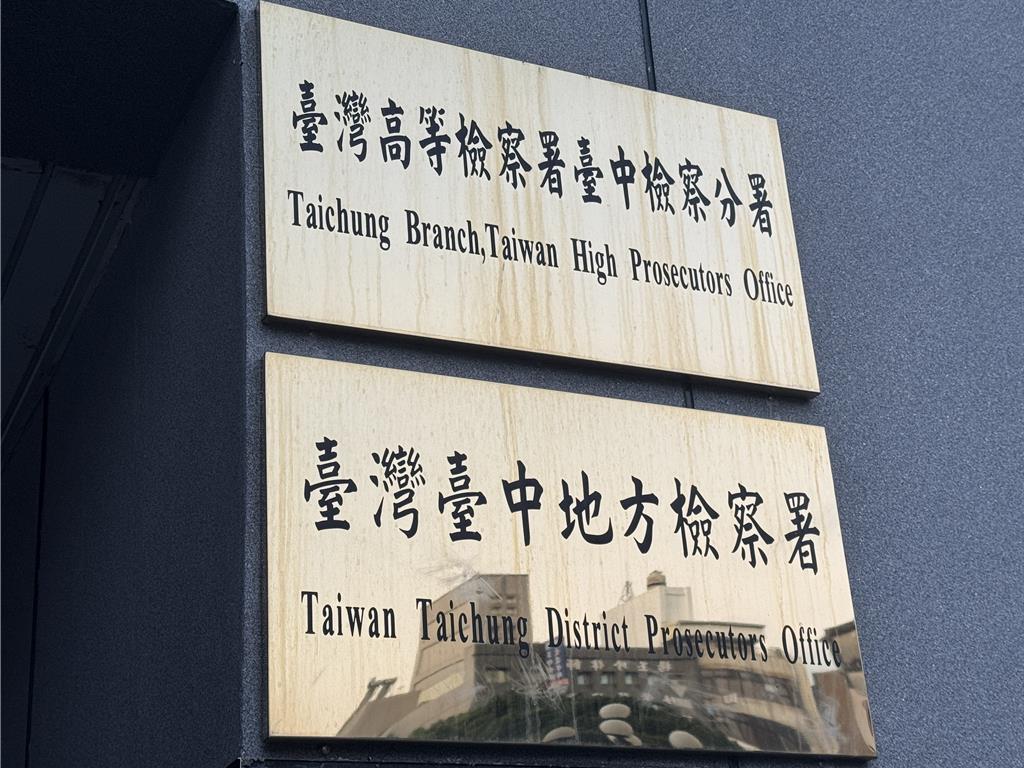 臺灣高等檢察署臺中檢察分署
Taichung Branch,Taiwan High Prosecutors Office
臺灣臺中地方檢察署
Taiwan Taichung District Prosecutors Office